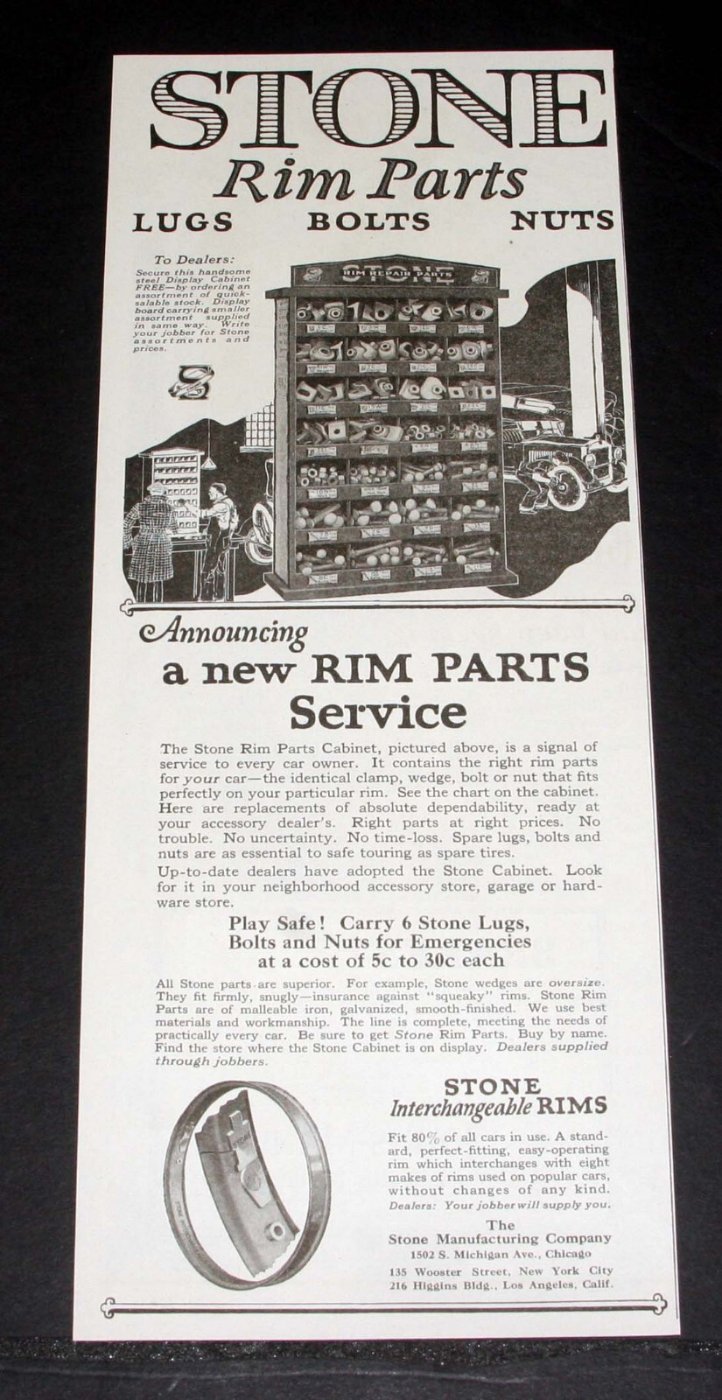 STONE
Rim Parts
LUGS BOLTS NUTS
To Dealers:
Secure this handsome
steel Display Cabinet
FREE—by ordering an
assortment of quick-
salable stock. Display
board carrying smaller
assortment supplied
in same way. Write
your jobber for Stone
assortments and
prices.
STONE
RIM REPAIR PARTS
Announcing
a new RIM PARTS
Service
The Stone Rim Parts Cabinet, pictured above, is a signal of
service to every car owner. It contains the right rim parts
for your car—the identical clamp, wedge, bolt or nut that fits
perfectly on your particular rim. See the chart on the cabinet.
Here are replacements of absolute dependability, ready at
your accessory dealer's. Right parts at right prices. No
trouble. No uncertainty. No time-loss. Spare lugs, bolts and
nuts are as essential to safe touring as spare tires.
Up-to-date dealers have adopted the Stone Cabinet. Look
for it in your neighborhood accessory store, garage or hard-
ware store.
Play Safe! Carry 6 Stone Lugs,
Bolts and Nuts for Emergencies
at a cost of 5c to 30c each
All Stone parts are superior. For example, Stone wedges are oversize.
They fit firmly, snugly—insurance against "squeaky" rims. Stone Rim
Parts are of malleable iron, galvanized, smooth-finished. We use best
materials and workmanship. The line is complete, meeting the needs of
practically every car. Be sure to get Stone Rim Parts. Buy by name.
Find the store where the Stone Cabinet is on display. Dealers supplied
through jobbers.
STONE
Interchangeable RIMS
Fit 80% of all cars in use. A stand-
ard, perfect-fitting, easy-operating
rim which interchanges with eight
makes of rims used on popular cars,
without changes of any kind.
Dealers: Your jobber will supply you.
The
Stone Manufacturing Company
1502 S. Michigan Ave., Chicago
135 Wooster Street, New York City
216 Higgins Bldg., Los Angeles, Calif.